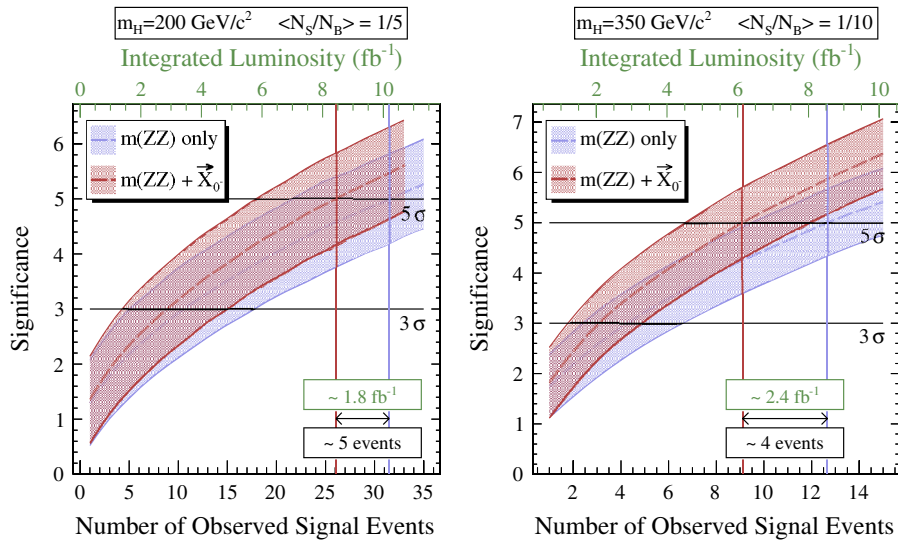 m_H=200 GeV/c² <N_S/N_B> = 1/5
Integrated Luminosity (fb⁻¹)
0 2 4 6 8 10
m(ZZ) only
m(ZZ) + X⃗₀-
6
5
4
3
2
1
0
5 σ
3 σ
~ 1.8 fb⁻¹
~ 5 events
Significance
0 5 10 15 20 25 30 35
Number of Observed Signal Events
m_H=350 GeV/c² <N_S/N_B> = 1/10
Integrated Luminosity (fb⁻¹)
0 2 4 6 8 10
m(ZZ) only
m(ZZ) + X⃗₀-
7
6
5
4
3
2
1
0
5 σ
3 σ
~ 2.4 fb⁻¹
~ 4 events
Significance
2 4 6 8 10 12 14
Number of Observed Signal Events